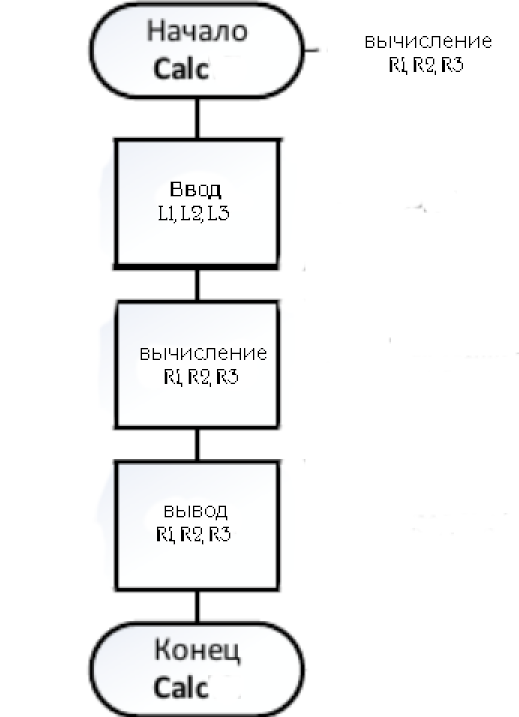 Начало
Calc
вычисление
R1, R2, R3
Ввод
L1, L2, L3
вычисление
R1, R2, R3
вывод
R1, R2, R3
Конец
Calc